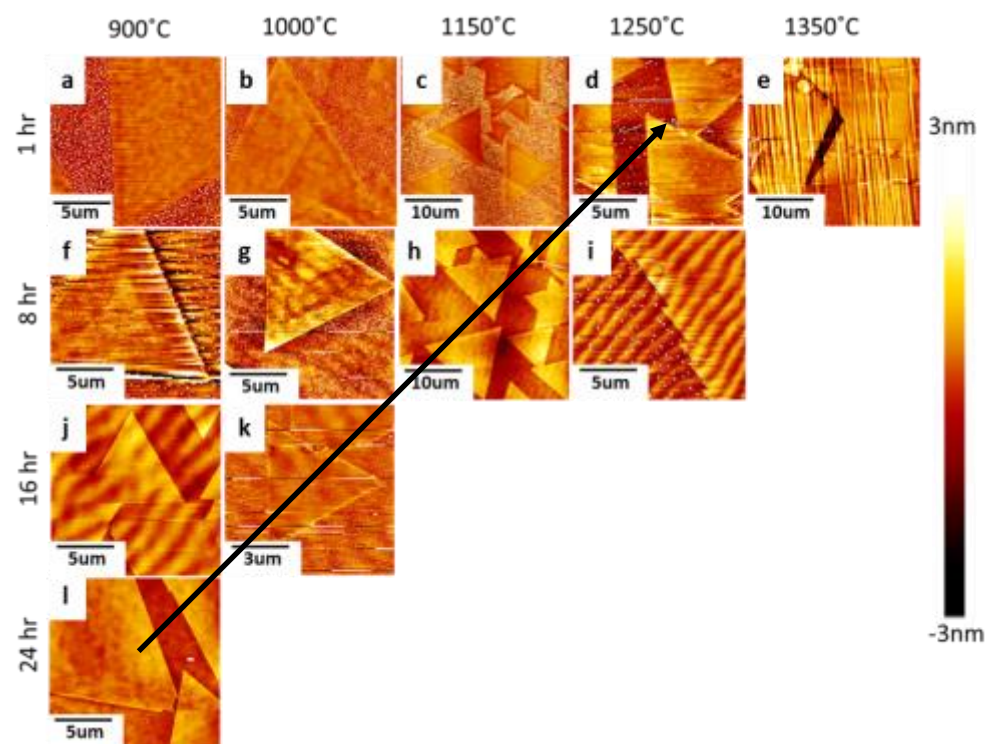 900˚C 1000˚C 1150˚C 1250˚C 1350˚C
1 hr
a
5um
b
5um
c
10um
d
5um
e
10um
3nm
8 hr
f
5um
g
5um
h
10um
i
5um
16 hr
j
5um
k
3um
24 hr
l
5um
-3nm